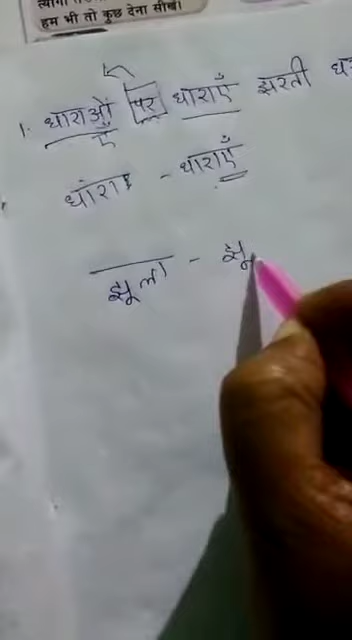 हम भी तो कुछ देना सीखें।
1. धाराओं पर धाराएँ झरती
एँ
धारा - धाराएँ
झूला - झू